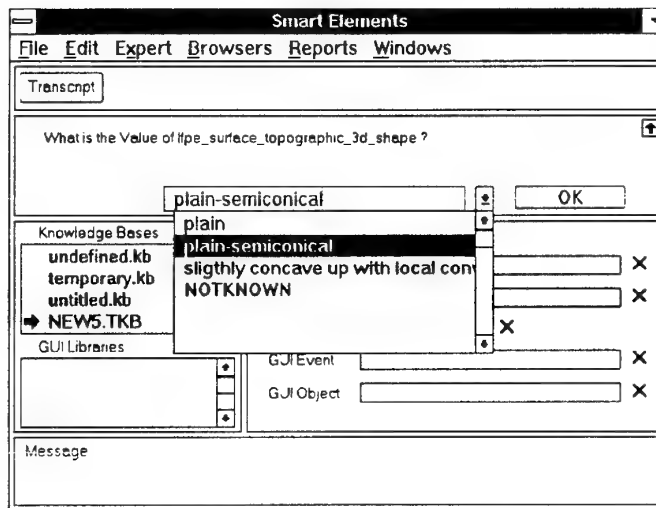 Smart Elements
File Edit Expert Browsers Reports Windows
Transcript
What is the Value of lfpe_surface_topographic_3d_shape ?
plain-semiconical
OK
plain
plain-semiconical
sligthly concave up with local con
NOTKNOWN
Knowledge Bases
undefined.kb
temporary.kb
untitled.kb
NEW5.TKB
GUI Libraries
GUI Event
GUI Object
Message